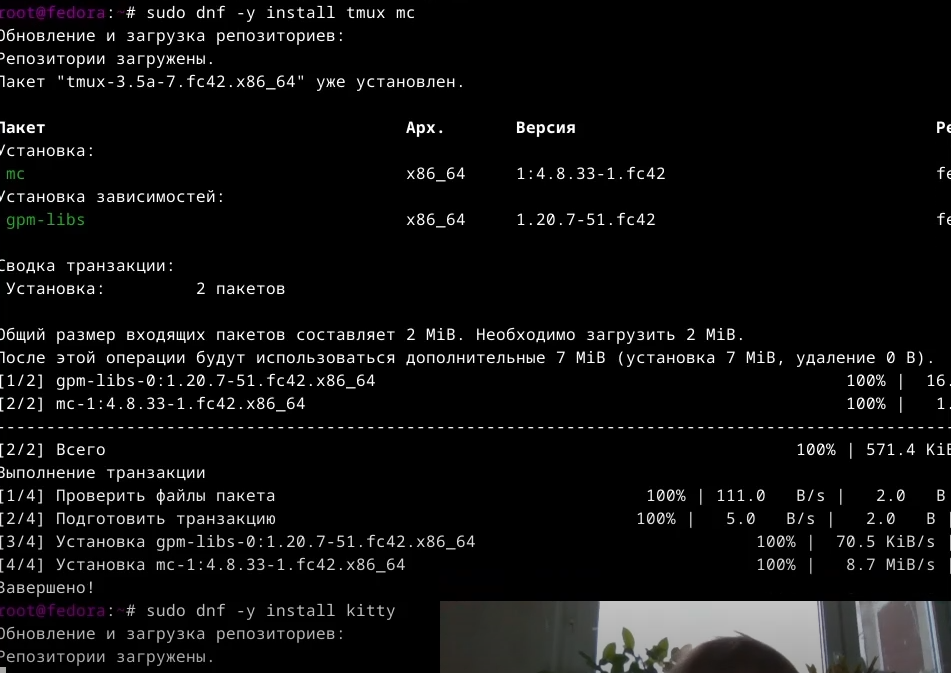 root@fedora:~# sudo dnf -y install tmux mc
Обновление и загрузка репозиториев:
Репозитории загружены.
Пакет "tmux-3.5a-7.fc42.x86_64" уже установлен.
Пакет Арх. Версия Ре
Установка:
mc x86_64 1:4.8.33-1.fc42 fe
Установка зависимостей:
gpm-libs x86_64 1.20.7-51.fc42 fe
Сводка транзакции:
Установка: 2 пакетов
Общий размер входящих пакетов составляет 2 MiB. Необходимо загрузить 2 MiB.
После этой операции будут использоваться дополнительные 7 MiB (установка 7 MiB, удаление 0 B).
[1/2] gpm-libs-0:1.20.7-51.fc42.x86_64 100% | 16.
[2/2] mc-1:4.8.33-1.fc42.x86_64 100% | 1.
--------------------------------------------------------------------------------
[2/2] Всего 100% | 571.4 KiB
Выполнение транзакции
[1/4] Проверить файлы пакета 100% | 111.0 B/s | 2.0 B
[2/4] Подготовить транзакцию 100% | 5.0 B/s | 2.0 B |
[3/4] Установка gpm-libs-0:1.20.7-51.fc42.x86_64 100% | 70.5 KiB/s |
[4/4] Установка mc-1:4.8.33-1.fc42.x86_64 100% | 8.7 MiB/s |
Завершено!
root@fedora:~# sudo dnf -y install kitty
Обновление и загрузка репозиториев:
Репозитории загружены.